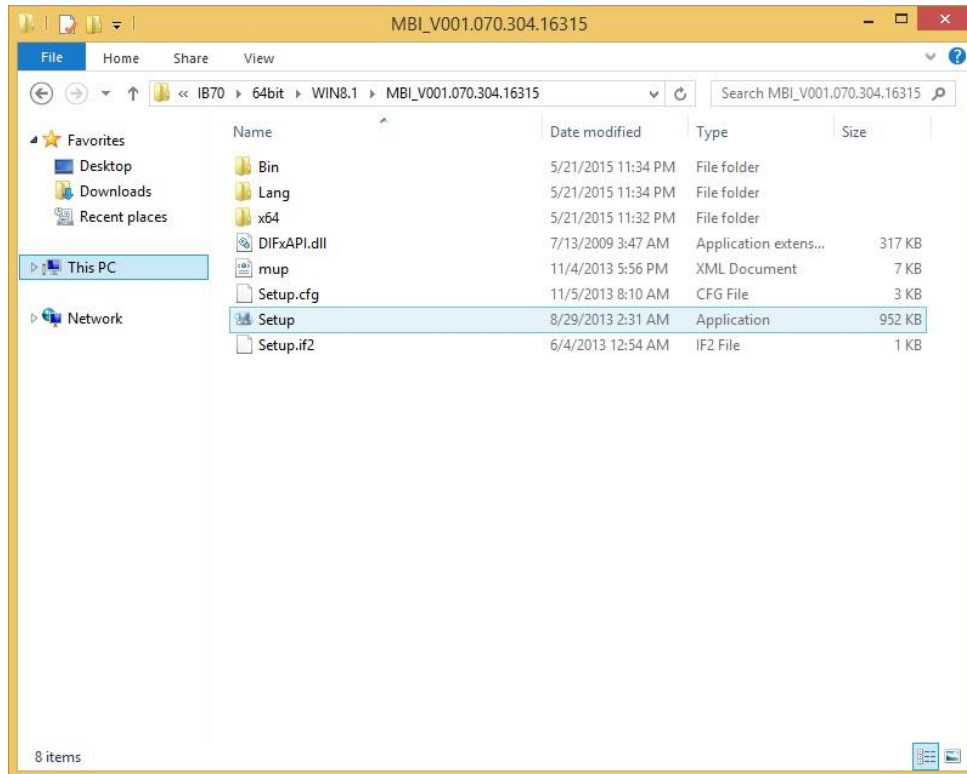 MBI_V001.070.304.16315
File Home Share View
« IB70 64bit WIN8.1 MBI_V001.070.304.16315 Search MBI_V001.070.304.16315
Favorites
Desktop
Downloads
Recent places
This PC
Network
Name Date modified Type Size
Bin 5/21/2015 11:34 PM File folder
Lang 5/21/2015 11:34 PM File folder
x64 5/21/2015 11:32 PM File folder
DIFxAPI.dll 7/13/2009 3:47 AM Application extens... 317 KB
mup 11/4/2013 5:56 PM XML Document 7 KB
Setup.cfg 11/5/2013 8:10 AM CFG File 3 KB
Setup 8/29/2013 2:31 AM Application 952 KB
Setup.if2 6/4/2013 12:54 AM IF2 File 1 KB
8 items